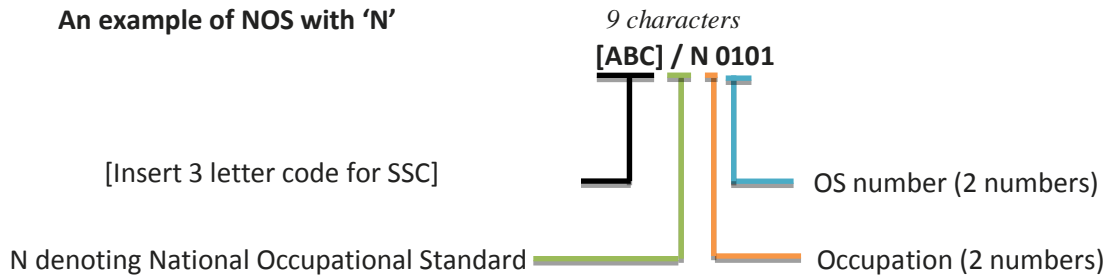 An example of NOS with ‘N’
9 characters
[ABC] / N 0101
[Insert 3 letter code for SSC]
OS number (2 numbers)
N denoting National Occupational Standard
Occupation (2 numbers)